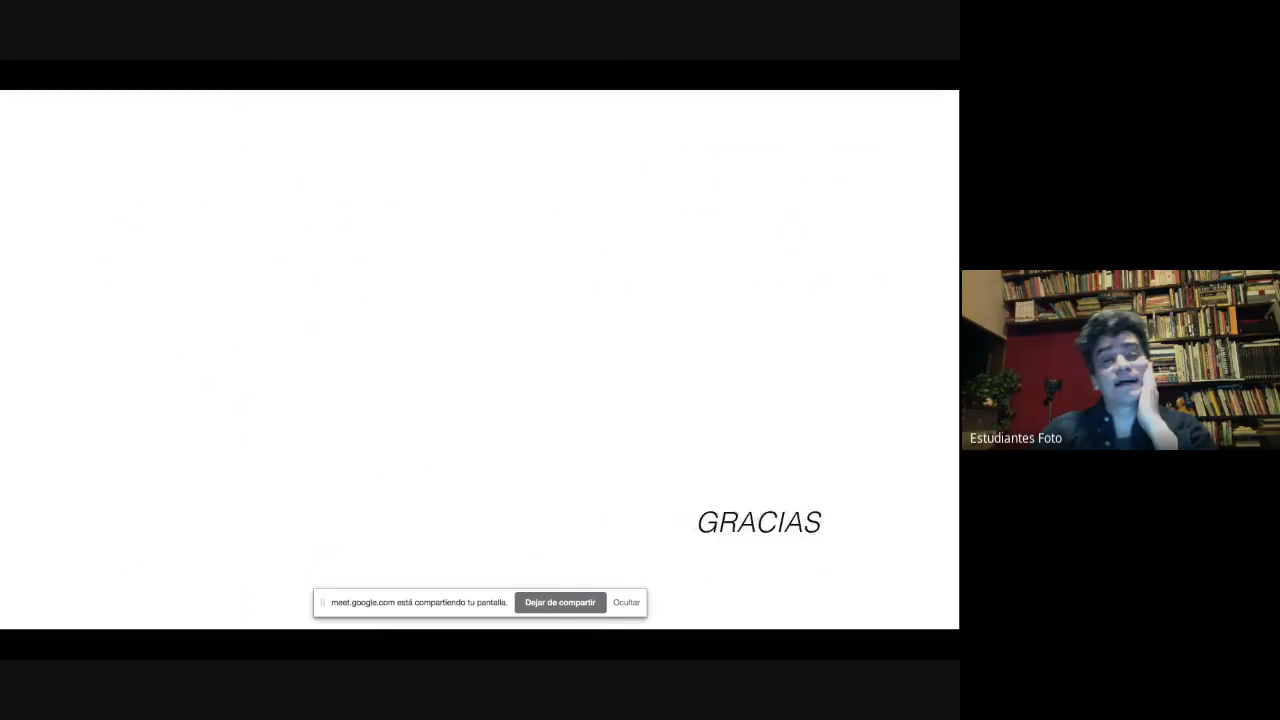 Estudiantes Foto
GRACIAS
meet.google.com está compartiendo tu pantalla. Dejar de compartir Ocultar